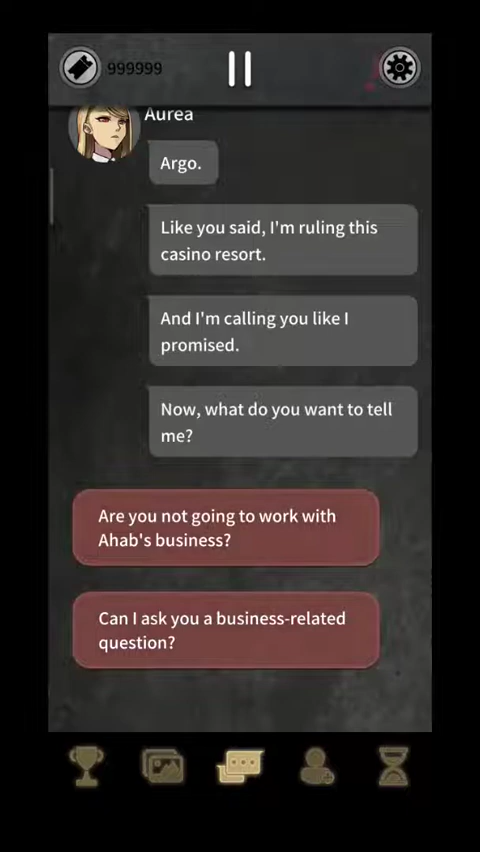 999999
Aurea
Argo.
Like you said, I'm ruling this
casino resort.
And I'm calling you like I
promised.
Now, what do you want to tell
me?
Are you not going to work with
Ahab's business?
Can I ask you a business-related
question?